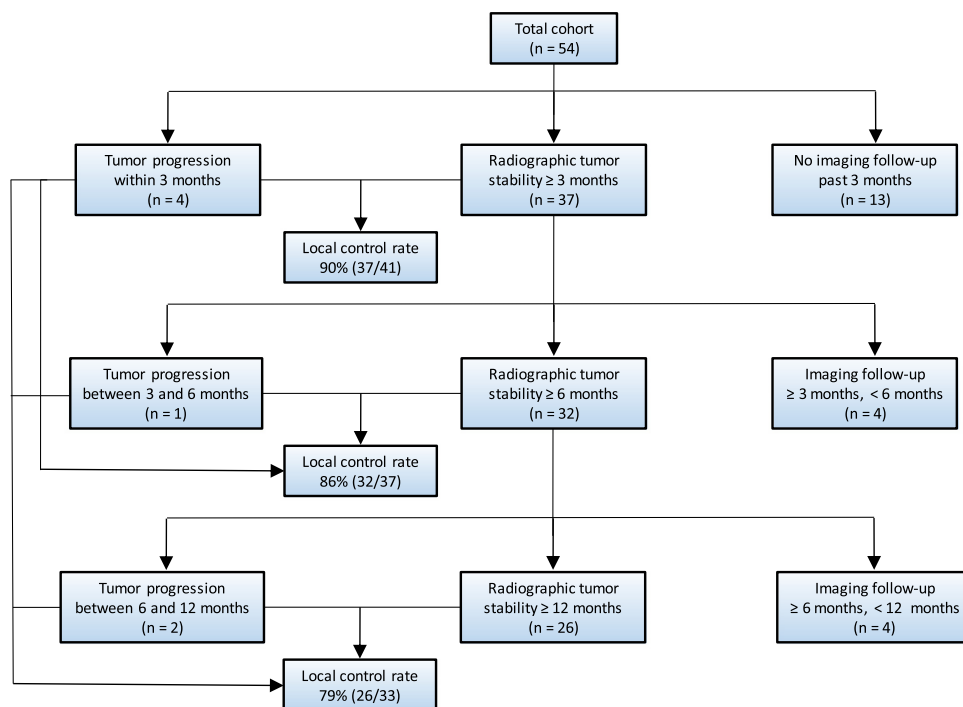 Total cohort
(n = 54)
Tumor progression
within 3 months
(n = 4)
Radiographic tumor
stability ≥ 3 months
(n = 37)
No imaging follow-up
past 3 months
(n = 13)
Local control rate
90% (37/41)
Tumor progression
between 3 and 6 months
(n = 1)
Radiographic tumor
stability ≥ 6 months
(n = 32)
Imaging follow-up
≥ 3 months, < 6 months
(n = 4)
Local control rate
86% (32/37)
Tumor progression
between 6 and 12 months
(n = 2)
Radiographic tumor
stability ≥ 12 months
(n = 26)
Imaging follow-up
≥ 6 months, < 12 months
(n = 4)
Local control rate
79% (26/33)